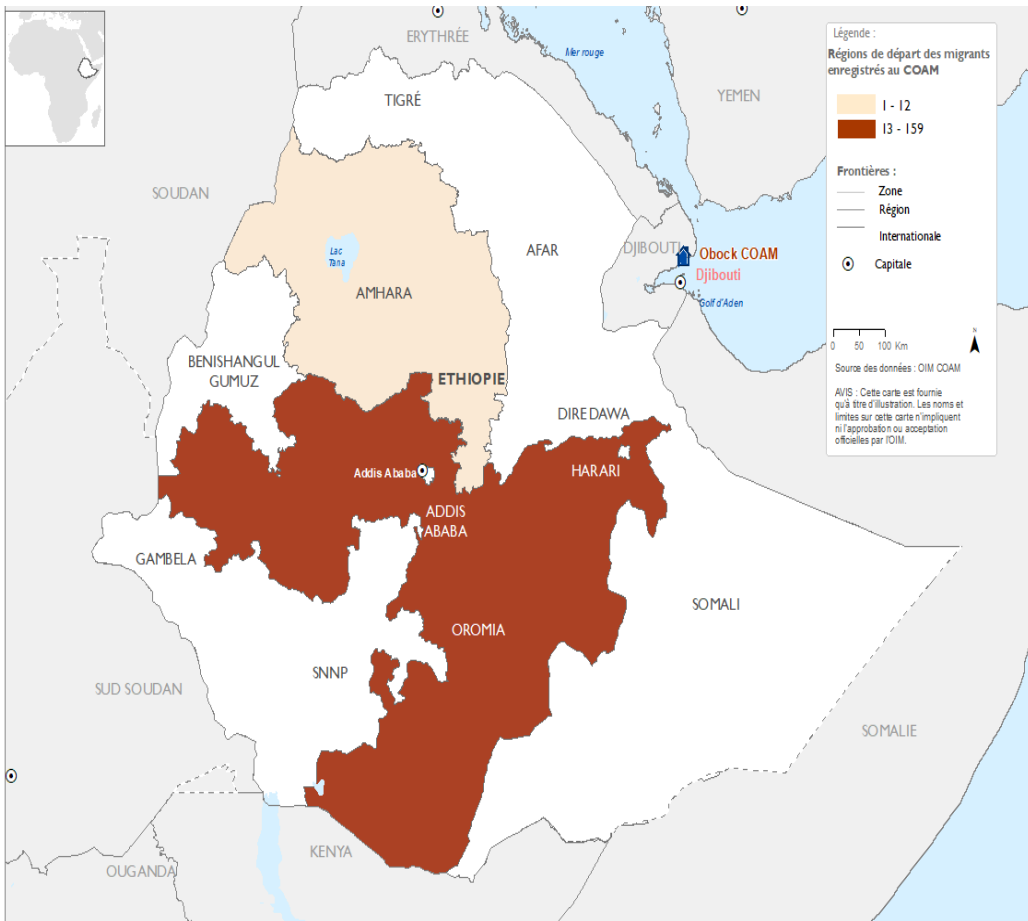 ERYTHRÉE
Mer rouge
YEMEN
TIGRÉ
SOUDAN
Lac
Tana
AFAR
DJIBOUTI
Obock COAM
Djibouti
Golf d'Aden
AMHARA
BENISHANGUL
GUMUZ
ETHIOPIE
DIRE DAWA
Addis Ababa
HARARI
ADDIS
ABABA
GAMBELA
SOMALI
OROMIA
SNNP
SUD SOUDAN
SOMALIE
KENYA
OUGANDA
Légende :
Régions de départ des migrants
enregistrés au COAM
1 - 12
13 - 159
Frontières :
Zone
Région
Internationale
Capitale
N
0 50 100 Km
Source des données : OIM COAM
AVIS : Cette carte est fournie
qu'à titre d'illustration. Les noms et
limites sur cette carte n'impliquent
ni l'approbation ou acceptation
officielles par l'OIM.